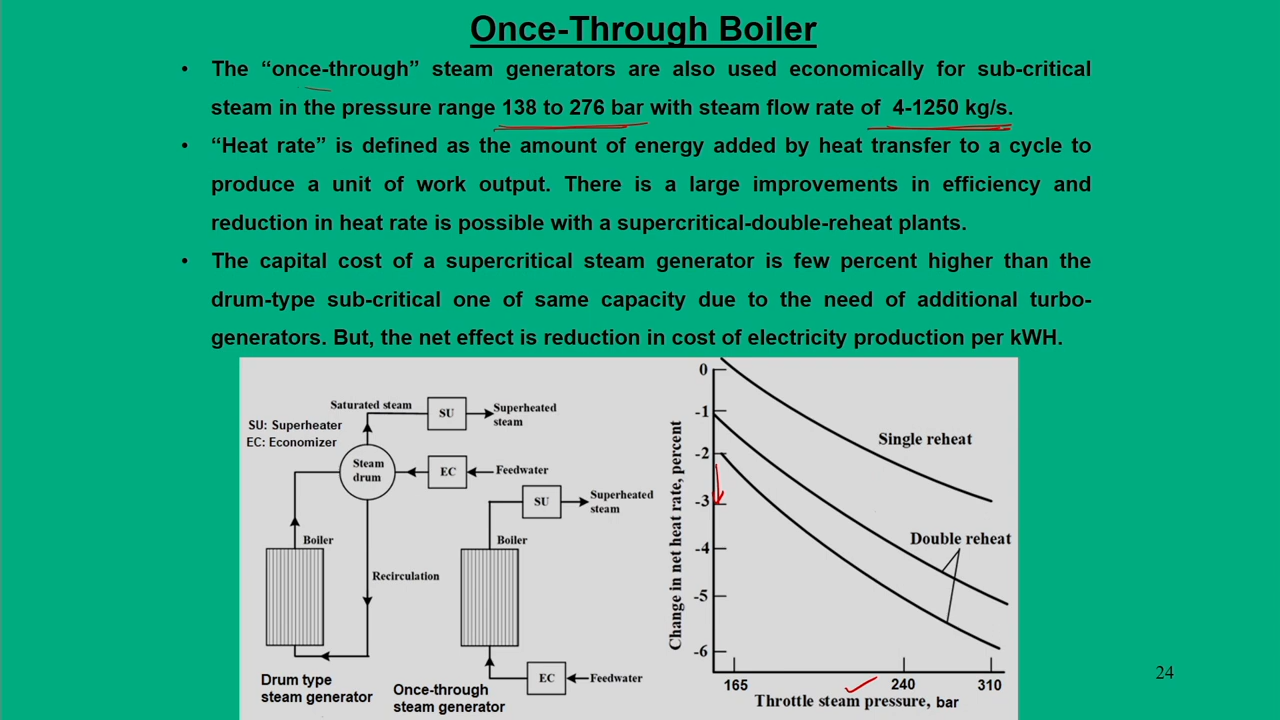 Once-Through Boiler
• The “once-through” steam generators are also used economically for sub-critical
steam in the pressure range 138 to 276 bar with steam flow rate of 4-1250 kg/s.
• “Heat rate” is defined as the amount of energy added by heat transfer to a cycle to
produce a unit of work output. There is a large improvements in efficiency and
reduction in heat rate is possible with a supercritical-double-reheat plants.
• The capital cost of a supercritical steam generator is few percent higher than the
drum-type sub-critical one of same capacity due to the need of additional turbo-
generators. But, the net effect is reduction in cost of electricity production per kWH.
Saturated steam
SU
Superheated
steam
SU: Superheater
EC: Economizer
Steam
drum
EC
Feedwater
SU
Superheated
steam
Boiler
Boiler
Recirculation
EC
Feedwater
Drum type
steam generator
Once-through
steam generator
Change in net heat rate, percent
0
-1
-2
-3
-4
-5
-6
Single reheat
Double reheat
165
240
310
Throttle steam pressure, bar
24